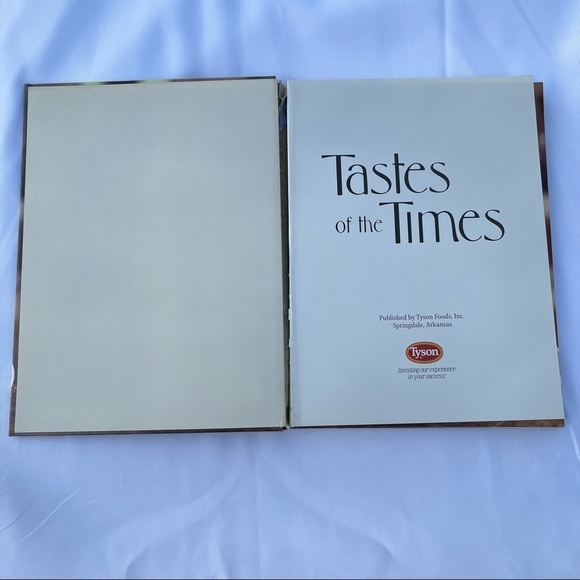 Tastes
of the Times
Published by Tyson Foods, Inc.
Springdale, Arkansas
Tyson
Investing our experience
in your success.